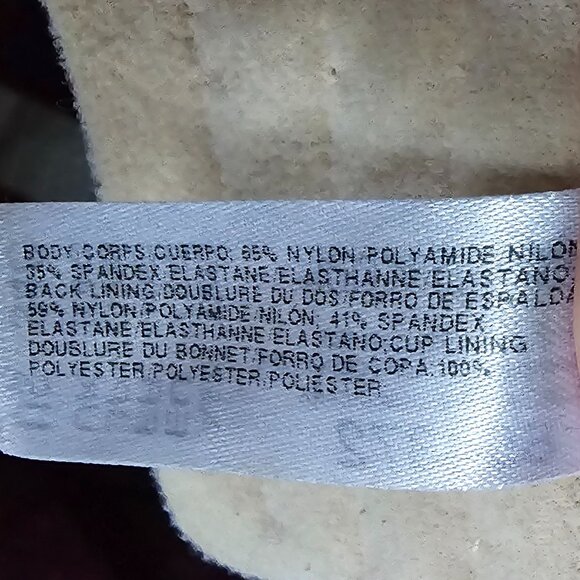 BODY/CORPS/CUERPO: 65% NYLON/POLYAMIDE NILON
35% SPANDEX/ELASTANE/ELASTHANNE/ELASTANO;
BACK LINING/DOUBLURE DU DOS/FORRO DE ESPALDA
59% NYLON/POLYAMIDE/NILON, 41% SPANDEX
ELASTANE/ELASTHANNE/ELASTANO; CUP LINING
DOUBLURE DU BONNET/FORRO DE COPA: 100%
POLYESTER/POLYESTER/POLIESTER